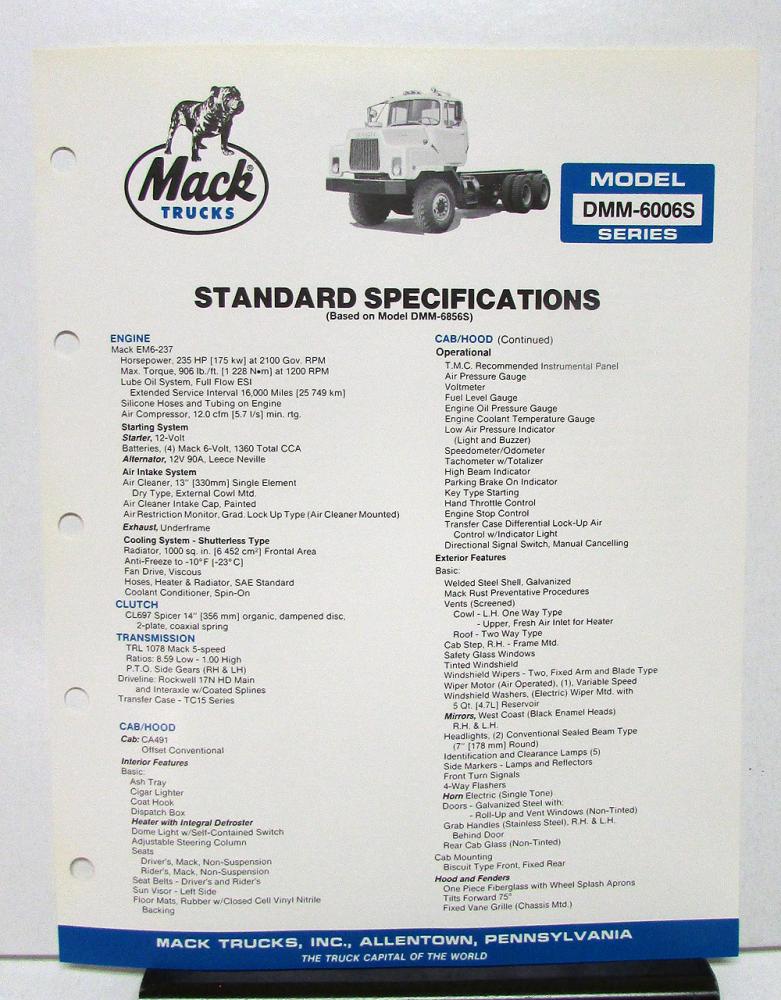 Mack®
TRUCKS
MODEL
DMM-6006S
SERIES
STANDARD SPECIFICATIONS
(Based on Model DMM-6856S)
ENGINE
Mack EM6-237
Horsepower, 235 HP [175 kw] at 2100 Gov. RPM
Max. Torque, 906 lb./ft. [1 228 N•m] at 1200 RPM
Lube Oil System, Full Flow ESI
Extended Service Interval 16,000 Miles [25 749 km]
Silicone Hoses and Tubing on Engine
Air Compressor, 12.0 cfm [5.7 l/s] min. rtg.
Starting System
Starter, 12-Volt
Batteries, (4) Mack 6-Volt, 1360 Total CCA
Alternator, 12V 90A, Leece Neville
Air Intake System
Air Cleaner, 13" [330mm] Single Element
Dry Type, External Cowl Mtd.
Air Cleaner Intake Cap, Painted
Air Restriction Monitor, Grad. Lock Up Type (Air Cleaner Mounted)
Exhaust, Underframe
Cooling System - Shutterless Type
Radiator, 1000 sq. in. [6 452 cm²] Frontal Area
Anti-Freeze to -10°F [-23°C]
Fan Drive, Viscous
Hoses, Heater & Radiator, SAE Standard
Coolant Conditioner, Spin-On
CLUTCH
CL697 Spicer 14" [356 mm] organic, dampened disc,
2-plate, coaxial spring
TRANSMISSION
TRL 1078 Mack 5-speed
Ratios: 8.59 Low - 1.00 High
P.T.O. Side Gears (RH & LH)
Driveline: Rockwell 17N HD Main
and Interaxle w/Coated Splines
Transfer Case - TC15 Series
CAB/HOOD
Cab: CA491
Offset Conventional
Interior Features
Basic:
Ash Tray
Cigar Lighter
Coat Hook
Dispatch Box
Heater with Integral Defroster
Dome Light w/Self-Contained Switch
Adjustable Steering Column
Seats
Driver's, Mack, Non-Suspension
Rider's, Mack, Non-Suspension
Seat Belts - Driver's and Rider's
Sun Visor - Left Side
Floor Mats, Rubber w/Closed Cell Vinyl Nitrile
Backing
CAB/HOOD (Continued)
Operational
T.M.C. Recommended Instrumental Panel
Air Pressure Gauge
Voltmeter
Fuel Level Gauge
Engine Oil Pressure Gauge
Engine Coolant Temperature Gauge
Low Air Pressure Indicator
(Light and Buzzer)
Speedometer/Odometer
Tachometer w/Totalizer
High Beam Indicator
Parking Brake On Indicator
Key Type Starting
Hand Throttle Control
Engine Stop Control
Transfer Case Differential Lock-Up Air
Control w/Indicator Light
Directional Signal Switch, Manual Cancelling
Exterior Features
Basic:
Welded Steel Shell, Galvanized
Mack Rust Preventative Procedures
Vents (Screened)
Cowl - L.H. One Way Type
- Upper, Fresh Air Inlet for Heater
Roof - Two Way Type
Cab Step, R.H. - Frame Mtd.
Safety Glass Windows
Tinted Windshield
Windshield Wipers - Two, Fixed Arm and Blade Type
Wiper Motor (Air Operated), (1), Variable Speed
Windshield Washers, (Electric) Wiper Mtd. with
5 Qt. [4.7L] Reservoir
Mirrors, West Coast (Black Enamel Heads)
R.H. & L.H.
Headlights, (2) Conventional Sealed Beam Type
(7" [178 mm] Round)
Identification and Clearance Lamps (5)
Side Markers - Lamps and Reflectors
Front Turn Signals
4-Way Flashers
Horn Electric (Single Tone)
Doors - Galvanized Steel with:
- Roll-Up and Vent Windows (Non-Tinted)
Grab Handles (Stainless Steel), R.H. & L.H.
Behind Door
Rear Cab Glass (Non-Tinted)
Cab Mounting
Biscuit Type Front, Fixed Rear
Hood and Fenders
One Piece Fiberglass with Wheel Splash Aprons
Tilts Forward 75°
Fixed Vane Grille (Chassis Mtd.)
MACK TRUCKS, INC., ALLENTOWN, PENNSYLVANIA
THE TRUCK CAPITAL OF THE WORLD